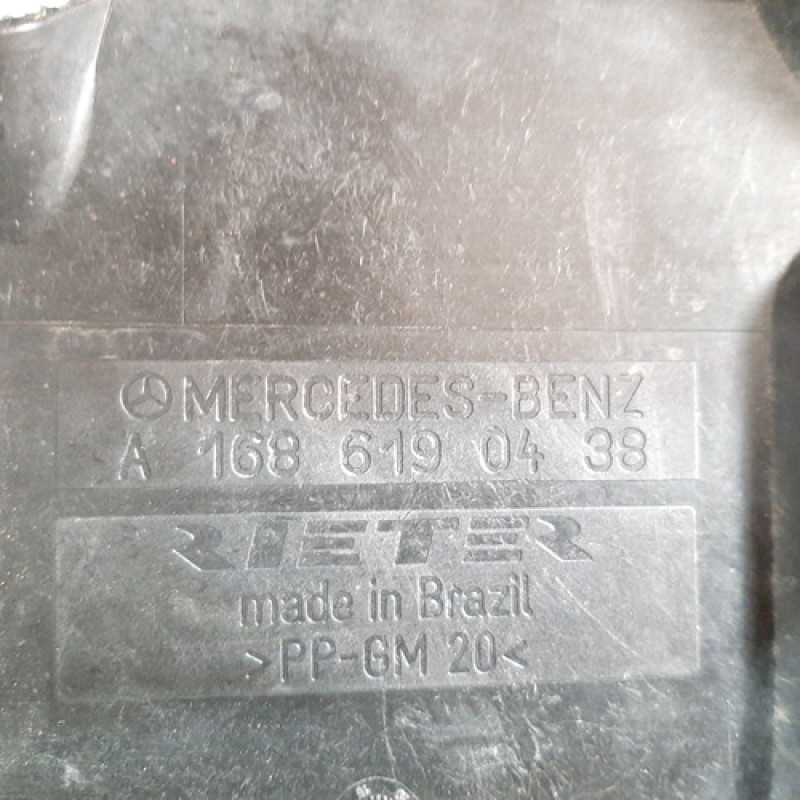 MERCEDES-BENZ
A 168 619 04 38
RIETER
made in Brazil
>PP-GM 20<